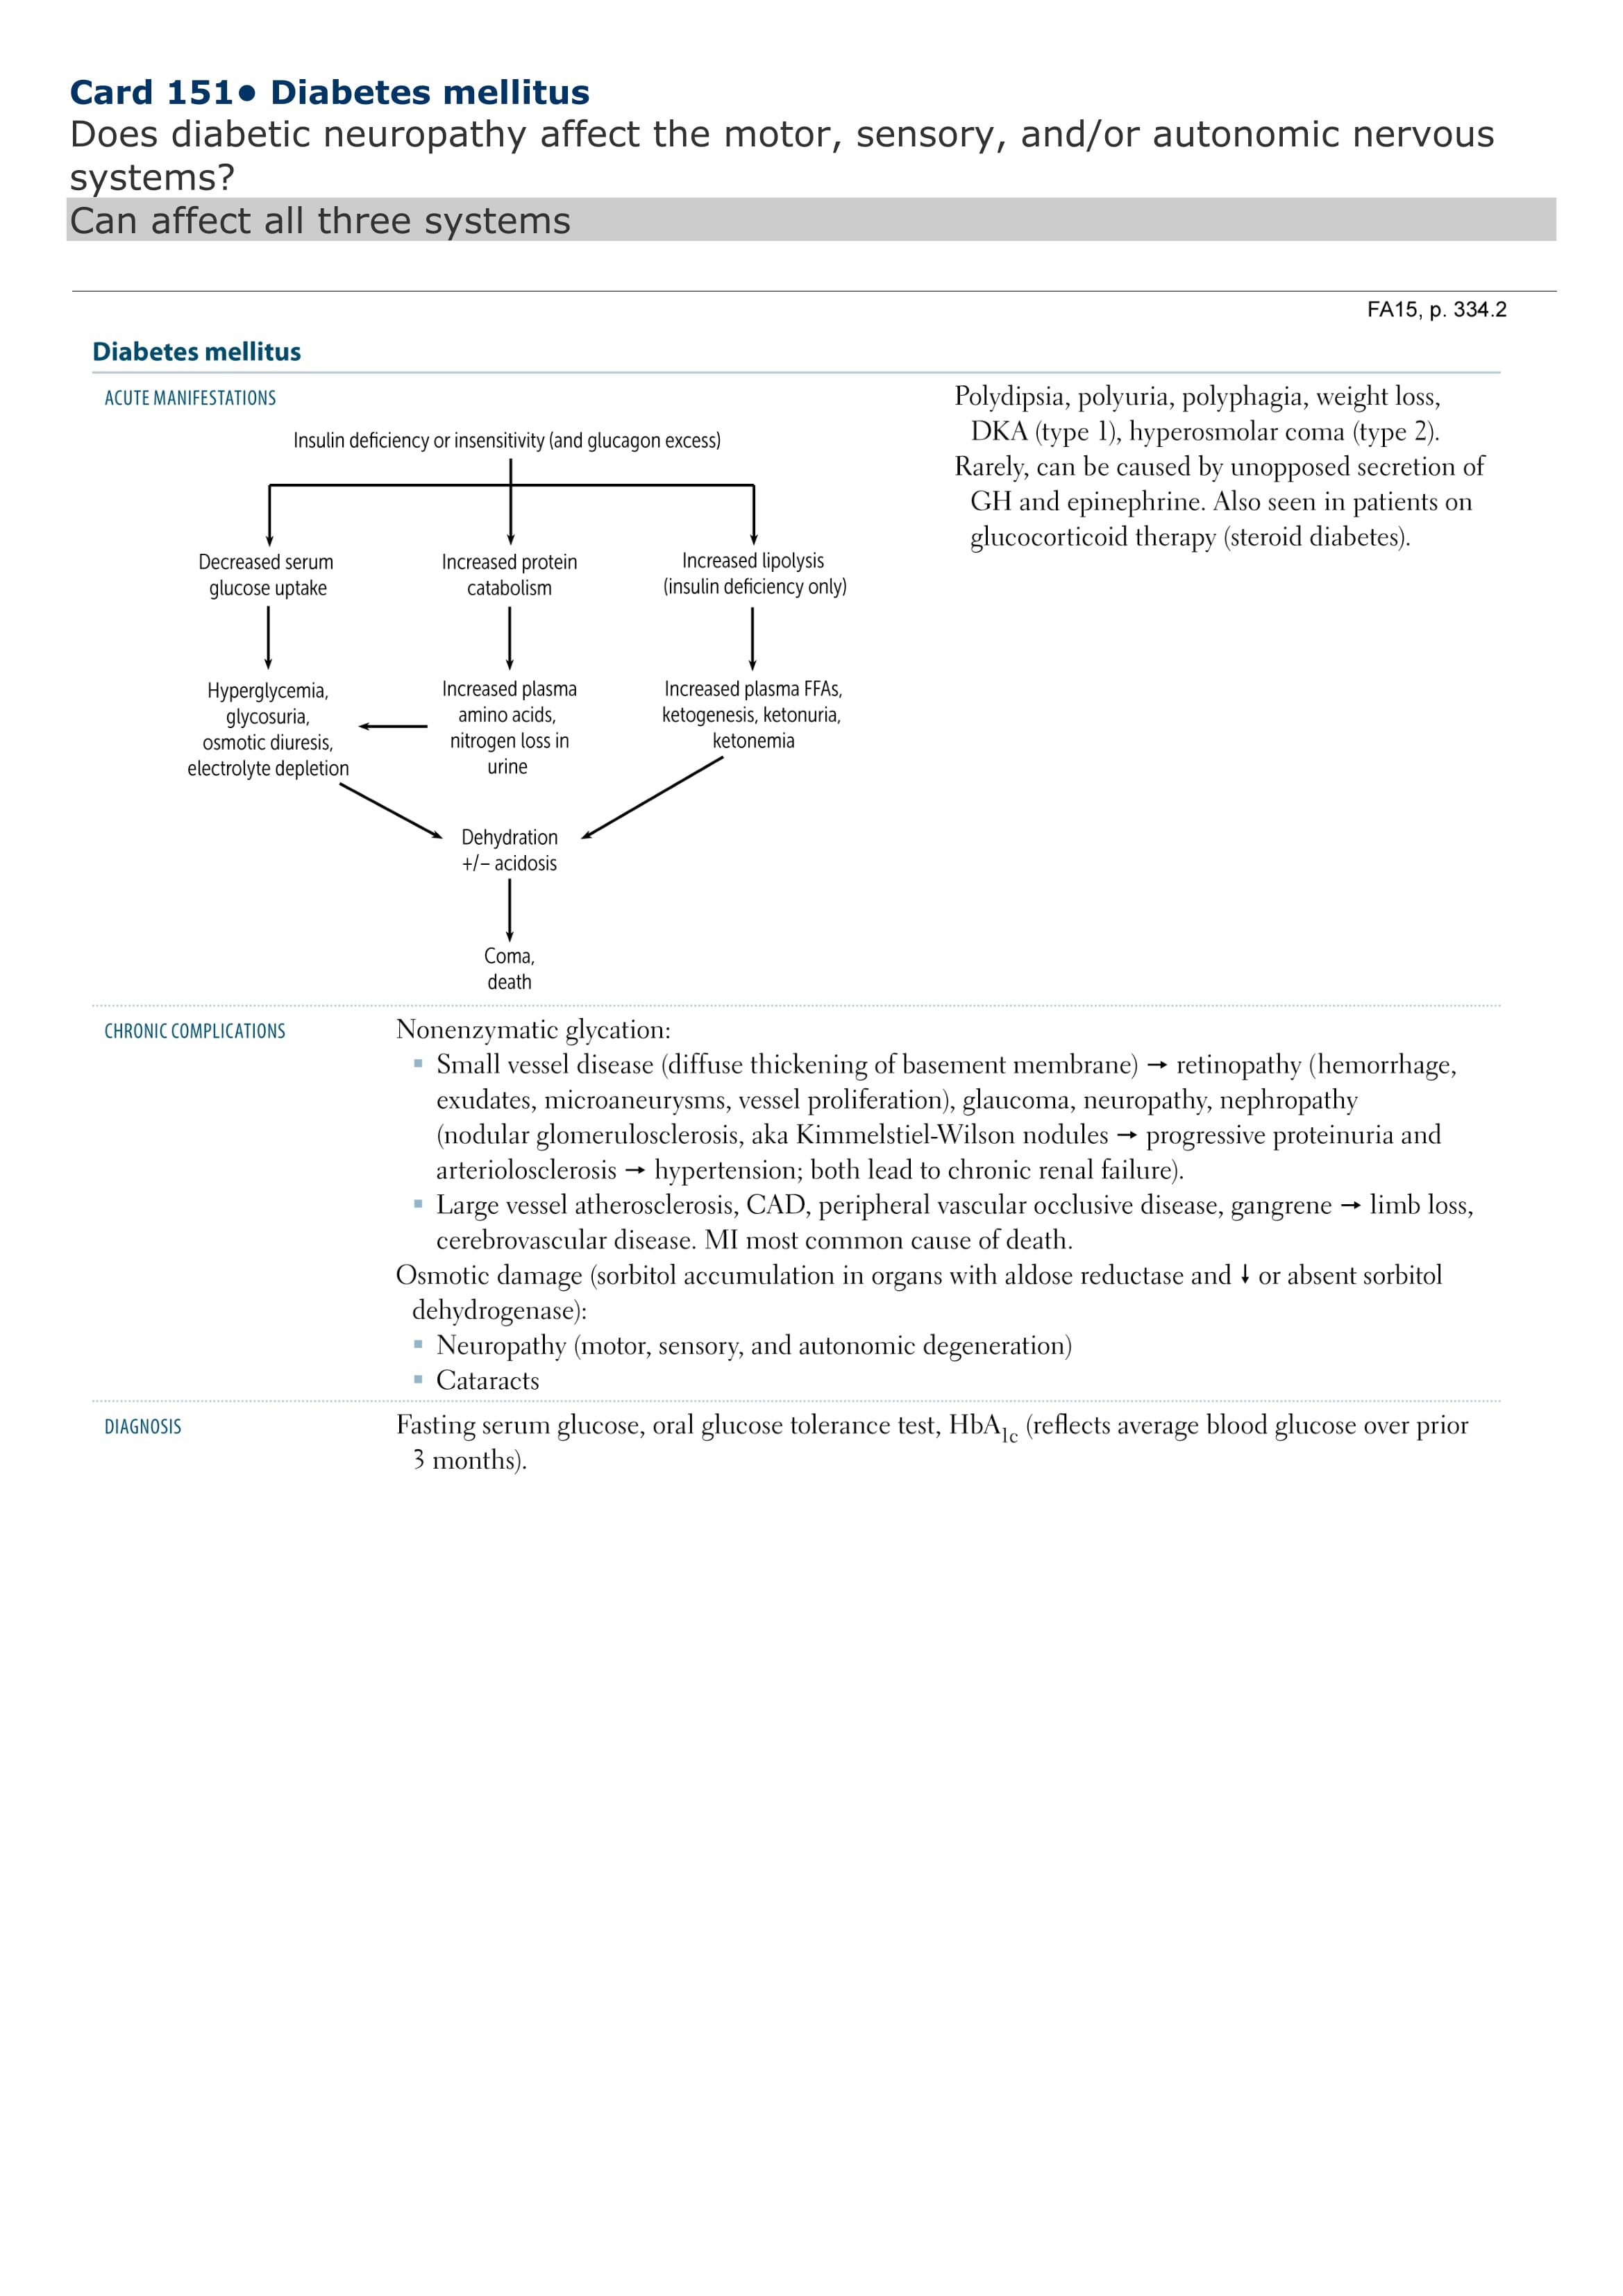 Card 151• Diabetes mellitus
Does diabetic neuropathy affect the motor, sensory, and/or autonomic nervous
systems?
Can affect all three systems
FA15, p. 334.2
Diabetes mellitus
ACUTE MANIFESTATIONS
Insulin deficiency or insensitivity (and glucagon excess)
Decreased serum
glucose uptake
Increased protein
catabolism
Increased lipolysis
(insulin deficiency only)
Hyperglycemia,
glycosuria,
osmotic diuresis,
electrolyte depletion
Increased plasma
amino acids,
nitrogen loss in
urine
Increased plasma FFAs,
ketogenesis, ketonuria,
ketonemia
Dehydration
+/− acidosis
Coma,
death
Polydipsia, polyuria, polyphagia, weight loss,
DKA (type 1), hyperosmolar coma (type 2).
Rarely, can be caused by unopposed secretion of
GH and epinephrine. Also seen in patients on
glucocorticoid therapy (steroid diabetes).
CHRONIC COMPLICATIONS
Nonenzymatic glycation:
▪ Small vessel disease (diffuse thickening of basement membrane) → retinopathy (hemorrhage,
exudates, microaneurysms, vessel proliferation), glaucoma, neuropathy, nephropathy
(nodular glomerulosclerosis, aka Kimmelstiel-Wilson nodules → progressive proteinuria and
arteriolosclerosis → hypertension; both lead to chronic renal failure).
▪ Large vessel atherosclerosis, CAD, peripheral vascular occlusive disease, gangrene → limb loss,
cerebrovascular disease. MI most common cause of death.
Osmotic damage (sorbitol accumulation in organs with aldose reductase and ↓ or absent sorbitol
dehydrogenase):
▪ Neuropathy (motor, sensory, and autonomic degeneration)
▪ Cataracts
DIAGNOSIS
Fasting serum glucose, oral glucose tolerance test, HbA1c (reflects average blood glucose over prior
3 months).